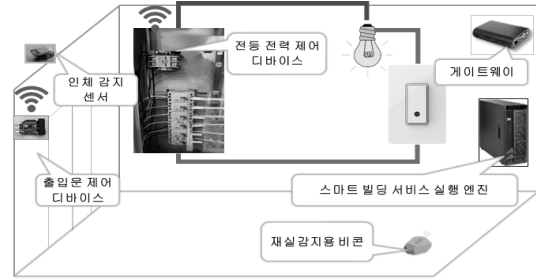 전등 전력 제어
디바이스
인체 감지
센서
게이트웨이
출입문 제어
디바이스
스마트 빌딩 서비스 실행 엔진
재실감지용 비콘